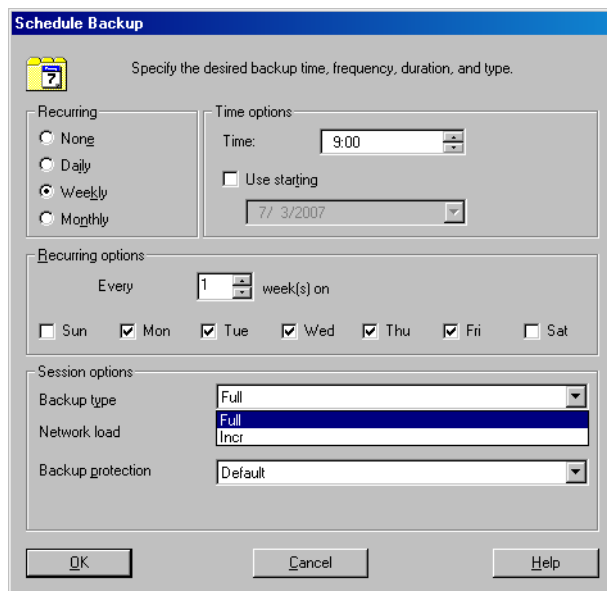 Schedule Backup
7
Specify the desired backup time, frequency, duration, and type.
Recurring
None
Daily
Weekly
Monthly
Time options
Time: 9:00
Use starting
7/ 3/2007
Recurring options
Every 1 week(s) on
Sun Mon Tue Wed Thu Fri Sat
Session options
Backup type Full
Full
Network load
Incr
Backup protection Default
OK Cancel Help